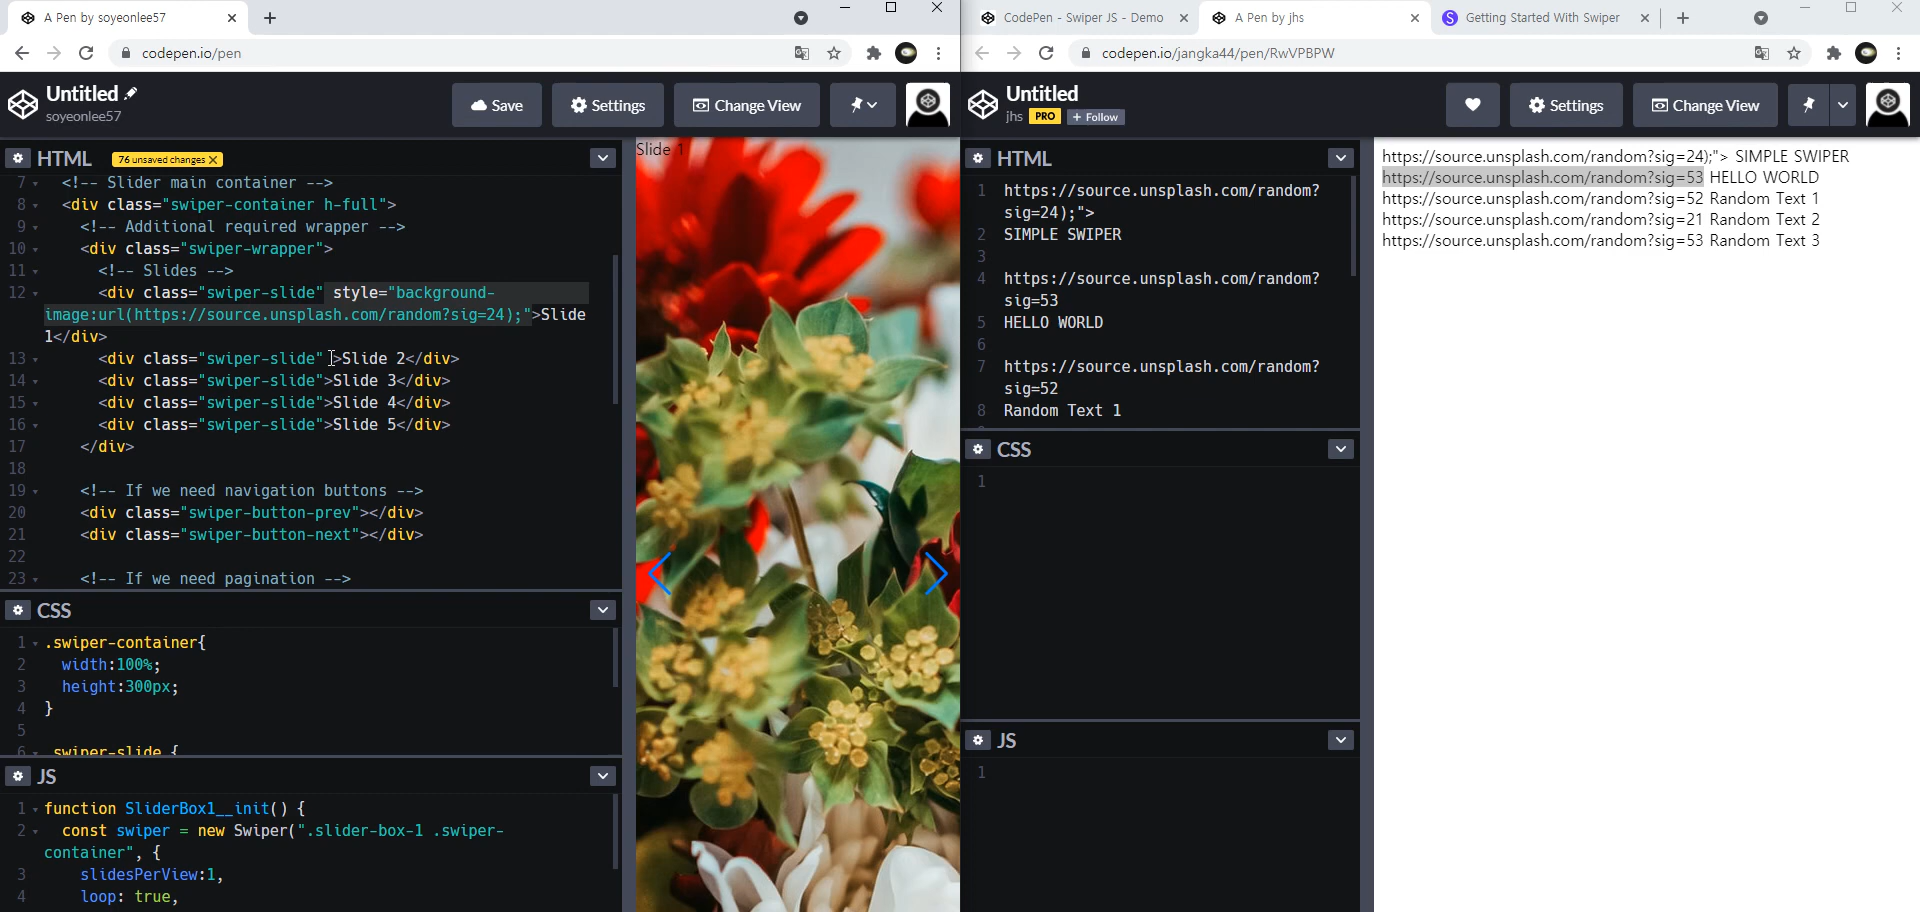 A Pen by soyeonlee57
codepen.io/pen
Untitled
soyeonlee57
Save
Settings
Change View
HTML
76 unsaved changes
7 <!-- Slider main container -->
8 <div class="swiper-container h-full">
9 <!-- Additional required wrapper -->
10 <div class="swiper-wrapper">
11 <!-- Slides -->
12 <div class="swiper-slide" style="background-
image:url(https://source.unsplash.com/random?sig=24);">Slide
1</div>
13 <div class="swiper-slide" >Slide 2</div>
14 <div class="swiper-slide">Slide 3</div>
15 <div class="swiper-slide">Slide 4</div>
16 <div class="swiper-slide">Slide 5</div>
17 </div>
18
19 <!-- If we need navigation buttons -->
20 <div class="swiper-button-prev"></div>
21 <div class="swiper-button-next"></div>
22
23 <!-- If we need pagination -->
CSS
1 .swiper-container{
2 width:100%;
3 height:300px;
4 }
5
6 .swiper-slide {
JS
1 function SliderBox1__init() {
2 const swiper = new Swiper(".slider-box-1 .swiper-
container", {
3 slidesPerView:1,
4 loop: true,
Slide 1
CodePen - Swiper JS - Demo
A Pen by jhs
Getting Started With Swiper
codepen.io/jangka44/pen/RwVPBPW
Untitled
jhs PRO + Follow
Settings
Change View
HTML
1 https://source.unsplash.com/random?
sig=24);">
2 SIMPLE SWIPER
3
4 https://source.unsplash.com/random?
sig=53
5 HELLO WORLD
6
7 https://source.unsplash.com/random?
sig=52
8 Random Text 1
CSS
1
JS
1
https://source.unsplash.com/random?sig=24);"> SIMPLE SWIPER
https://source.unsplash.com/random?sig=53 HELLO WORLD
https://source.unsplash.com/random?sig=52 Random Text 1
https://source.unsplash.com/random?sig=21 Random Text 2
https://source.unsplash.com/random?sig=53 Random Text 3